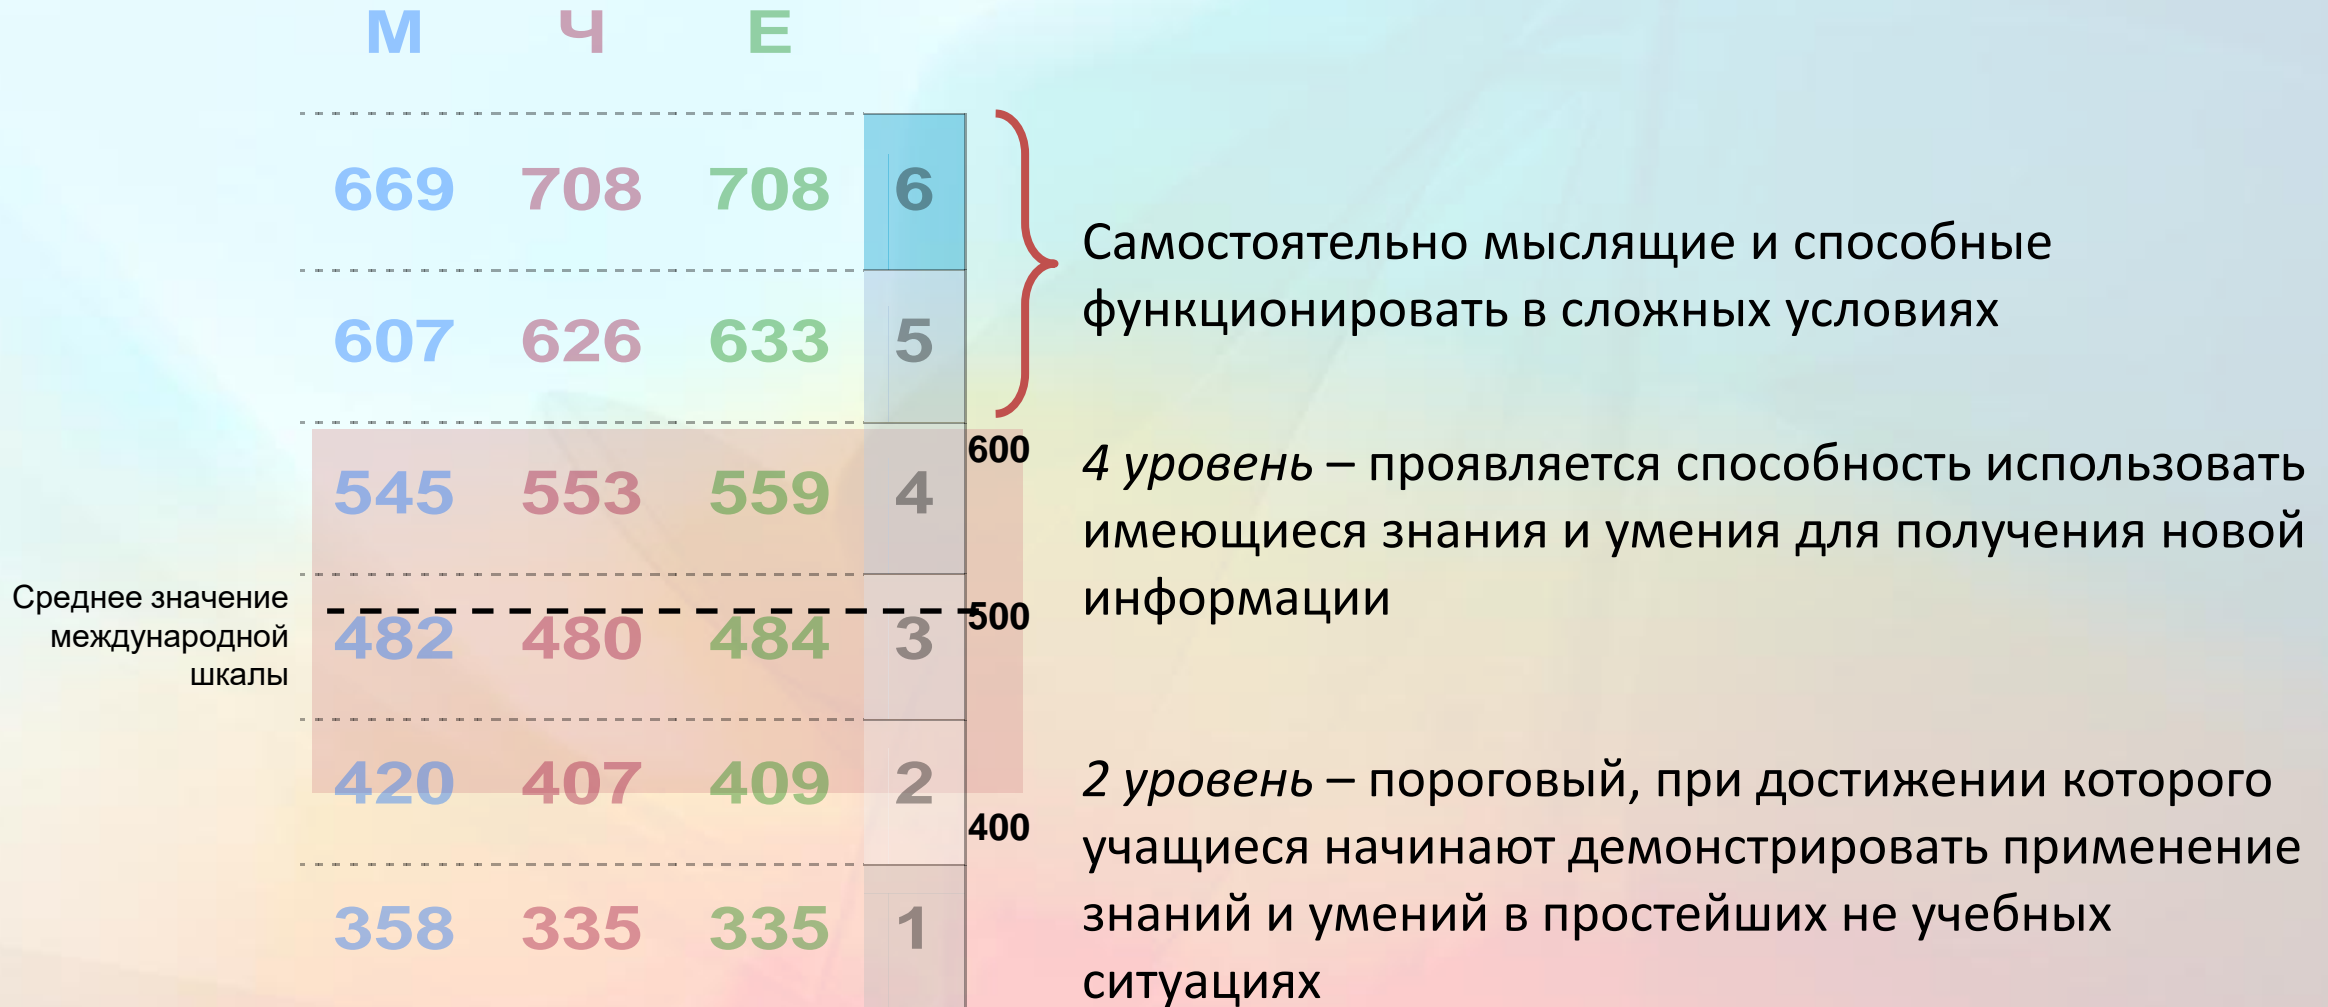 М Ч Е
669 708 708 6
607 626 633 5
Самостоятельно мыслящие и способные
функционировать в сложных условиях
600
545 553 559 4
4 уровень – проявляется способность использовать
имеющиеся знания и умения для получения новой
информации
Среднее значение
международной
шкалы
500
482 480 484 3
420 407 409 2
400
2 уровень – пороговый, при достижении которого
учащиеся начинают демонстрировать применение
знаний и умений в простейших не учебных
ситуациях
358 335 335 1